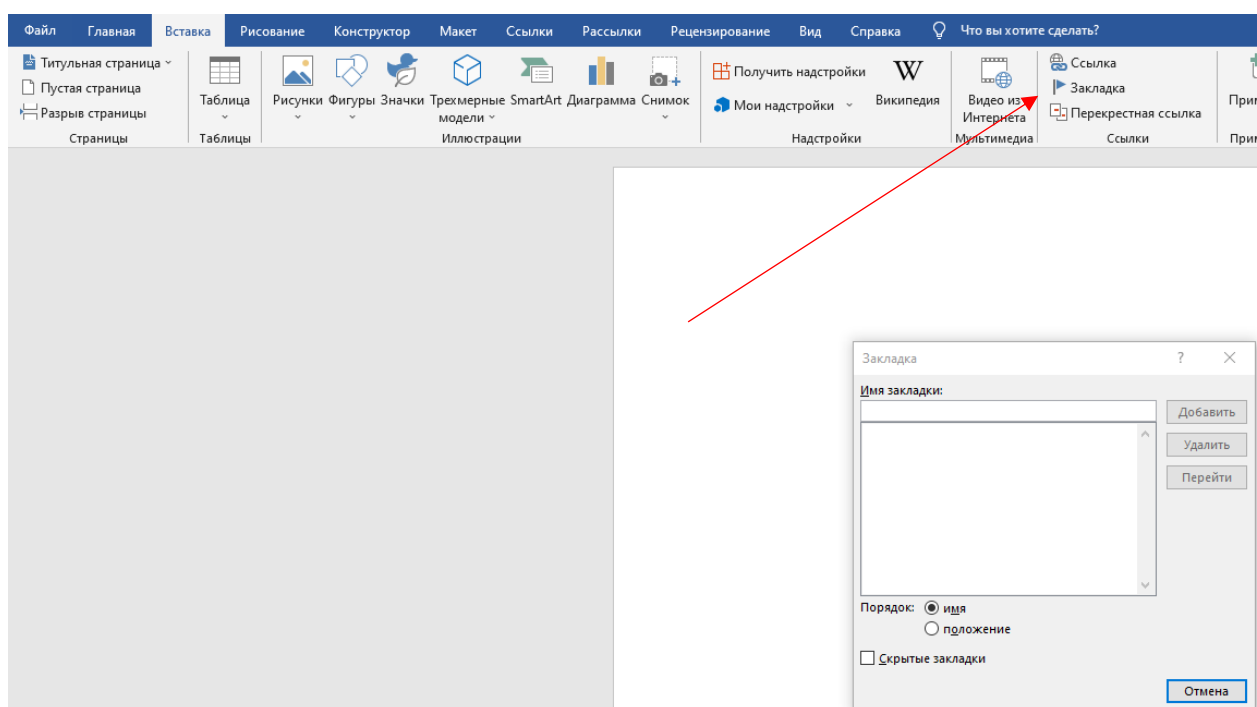 Файл Главная Вставка Рисование Конструктор Макет Ссылки Рассылки Рецензирование Вид Справка Что вы хотите сделать?
Титульная страница
Пустая страница
Разрыв страницы
Страницы
Таблица
Таблицы
Рисунки Фигуры Значки Трехмерные модели SmartArt Диаграмма Снимок
Иллюстрации
Получить надстройки
Мои надстройки
W
Википедия
Надстройки
Видео из
Интернета
Мультимедиа
Ссылка
Закладка
Перекрестная ссылка
Ссылки
Закладка ?
Имя закладки:
Добавить
Удалить
Перейти
Порядок: имя
положение
Скрытые закладки
Отмена